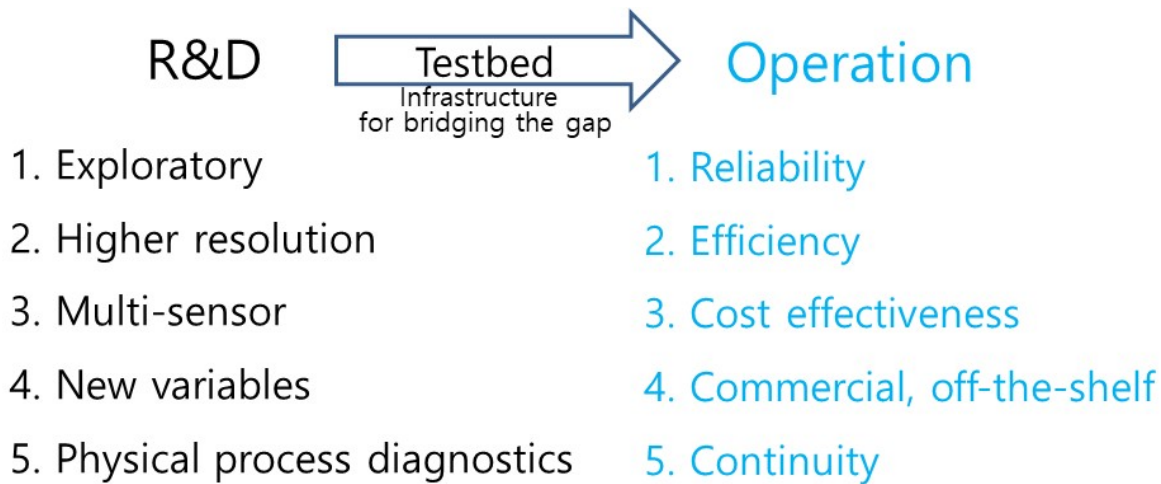 R&D
Testbed
Infrastructure
for bridging the gap
Operation
1. Exploratory
2. Higher resolution
3. Multi-sensor
4. New variables
5. Physical process diagnostics
1. Reliability
2. Efficiency
3. Cost effectiveness
4. Commercial, off-the-shelf
5. Continuity